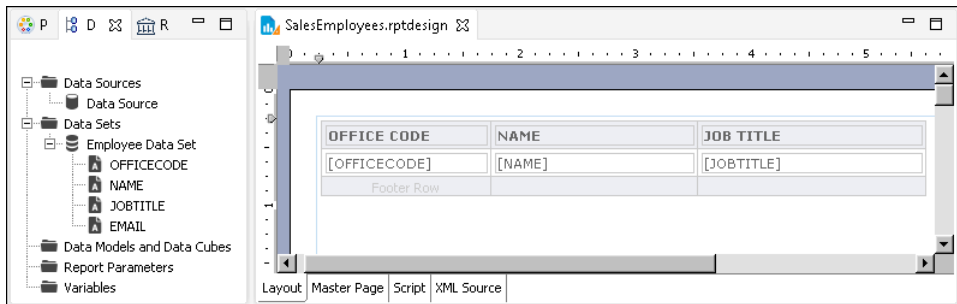 P D R
Data Sources
Data Source
Data Sets
Employee Data Set
OFFICECODE
NAME
JOBTITLE
EMAIL
Data Models and Data Cubes
Report Parameters
Variables
SalesEmployees.rptdesign
1 2 3 4 5
0
1
OFFICE CODE NAME JOB TITLE
[OFFICECODE] [NAME] [JOBTITLE]
Footer Row
Layout Master Page Script XML Source